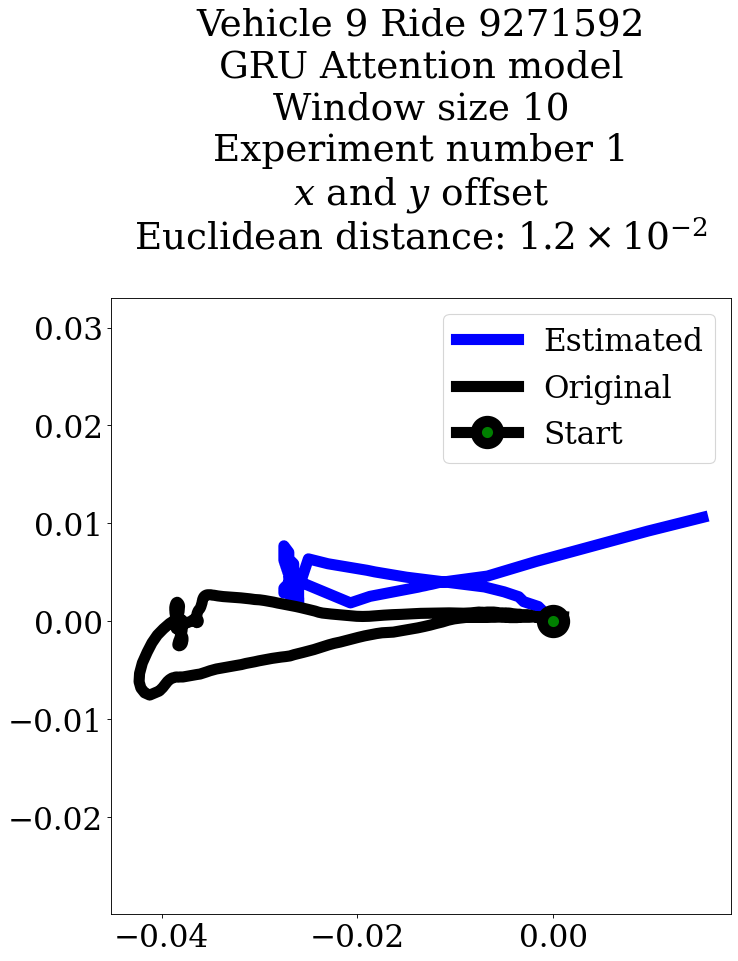 Vehicle 9 Ride 9271592
GRU Attention model
Window size 10
Experiment number 1
x and y offset
Euclidean distance: 1.2 × 10⁻²
0.03
Estimated
Original
Start
0.02
0.01
0.00
−0.01
−0.02
−0.04
−0.02
0.00